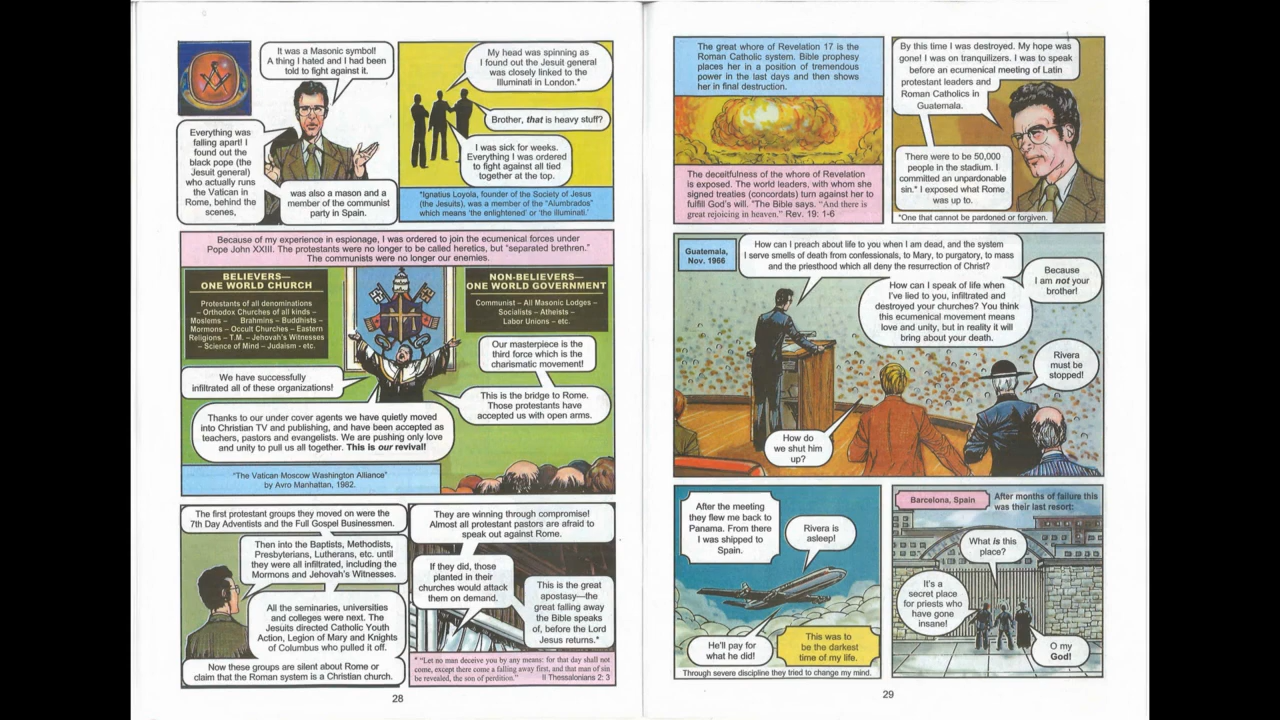 It was a Masonic symbol!
A thing I hated and I had been
told to fight against it.
Everything was
falling apart! I
found out the
black pope (the
Jesuit general)
who actually runs
the Vatican in
Rome, behind the
scenes,
was also a mason and a
member of the communist
party in Spain.
My head was spinning as
I found out the Jesuit general
was closely linked to the
Illuminati in London.*
Brother, that is heavy stuff?
I was sick for weeks.
Everything I was ordered
to fight against all tied
together at the top.
*Ignatius Loyola, founder of the Society of Jesus
(the Jesuits), was a member of the "Alumbrados"
which means 'the enlightened' or 'the illuminati.'
Because of my experience in espionage, I was ordered to join the ecumenical forces under
Pope John XXIII. The protestants were no longer to be called heretics, but "separated brethren."
The communists were no longer our enemies.
BELIEVERS—
ONE WORLD CHURCH
Protestants of all denominations
– Orthodox Churches of all kinds –
Moslems – Brahmins – Buddhists –
Mormons – Occult Churches – Eastern
Religions – T.M. – Jehovah's Witnesses
– Science of Mind – Judaism - etc.
NON-BELIEVERS—
ONE WORLD GOVERNMENT
Communist – All Masonic Lodges –
Socialists – Atheists –
Labor Unions – etc.
We have successfully
infiltrated all of these organizations!
Our masterpiece is the
third force which is the
charismatic movement!
This is the bridge to Rome.
Those protestants have
accepted us with open arms.
Thanks to our under cover agents we have quietly moved
into Christian TV and publishing, and have been accepted as
teachers, pastors and evangelists. We are pushing only love
and unity to pull us all together. This is our revival!
"The Vatican Moscow Washington Alliance"
by Avro Manhattan, 1982.
The first protestant groups they moved on were the
7th Day Adventists and the Full Gospel Businessmen.
Then into the Baptists, Methodists,
Presbyterians, Lutherans, etc. until
they were all infiltrated, including the
Mormons and Jehovah's Witnesses.
All the seminaries, universities
and colleges were next. The
Jesuits directed Catholic Youth
Action, Legion of Mary and Knights
of Columbus who pulled it off.
Now these groups are silent about Rome or
claim that the Roman system is a Christian church.
They are winning through compromise!
Almost all protestant pastors are afraid to
speak out against Rome.
If they did, those
planted in their
churches would attack
them on demand.
This is the great
apostasy—the
great falling away
the Bible speaks
of, before the Lord
Jesus returns.*
* "Let no man deceive you by any means: for that day shall not
come, except there come a falling away first, and that man of sin
be revealed, the son of perdition." II Thessalonians 2: 3
28
The great whore of Revelation 17 is the
Roman Catholic system. Bible prophesy
places her in a position of tremendous
power in the last days and then shows
her in final destruction.
The deceitfulness of the whore of Revelation
is exposed. The world leaders, with whom she
signed treaties (concordats) turn against her to
fulfill God's will. "The Bible says. "And there is
great rejoicing in heaven." Rev. 19: 1-6
By this time I was destroyed. My hope was
gone! I was on tranquilizers. I was to speak
before an ecumenical meeting of Latin
protestant leaders and
Roman Catholics in
Guatemala.
There were to be 50,000
people in the stadium. I
committed an unpardonable
sin.* I exposed what Rome
was up to.
*One that cannot be pardoned or forgiven.
Guatemala,
Nov. 1966
How can I preach about life to you when I am dead, and the system
I serve smells of death from confessionals, to Mary, to purgatory, to mass
and the priesthood which all deny the resurrection of Christ?
How can I speak of life when
I've lied to you, infiltrated and
destroyed your churches? You think
this ecumenical movement means
love and unity, but in reality it will
bring about your death.
Because
I am not your
brother!
Rivera
must be
stopped!
How do
we shut him
up?
After the meeting
they flew me back to
Panama. From there
I was shipped to
Spain.
Rivera is
asleep!
He'll pay for
what he did!
This was to
be the darkest
time of my life.
Through severe discipline they tried to change my mind.
Barcelona, Spain
After months of failure this
was their last resort:
What is this
place?
It's a
secret place
for priests who
have gone
insane!
O my
God!
29